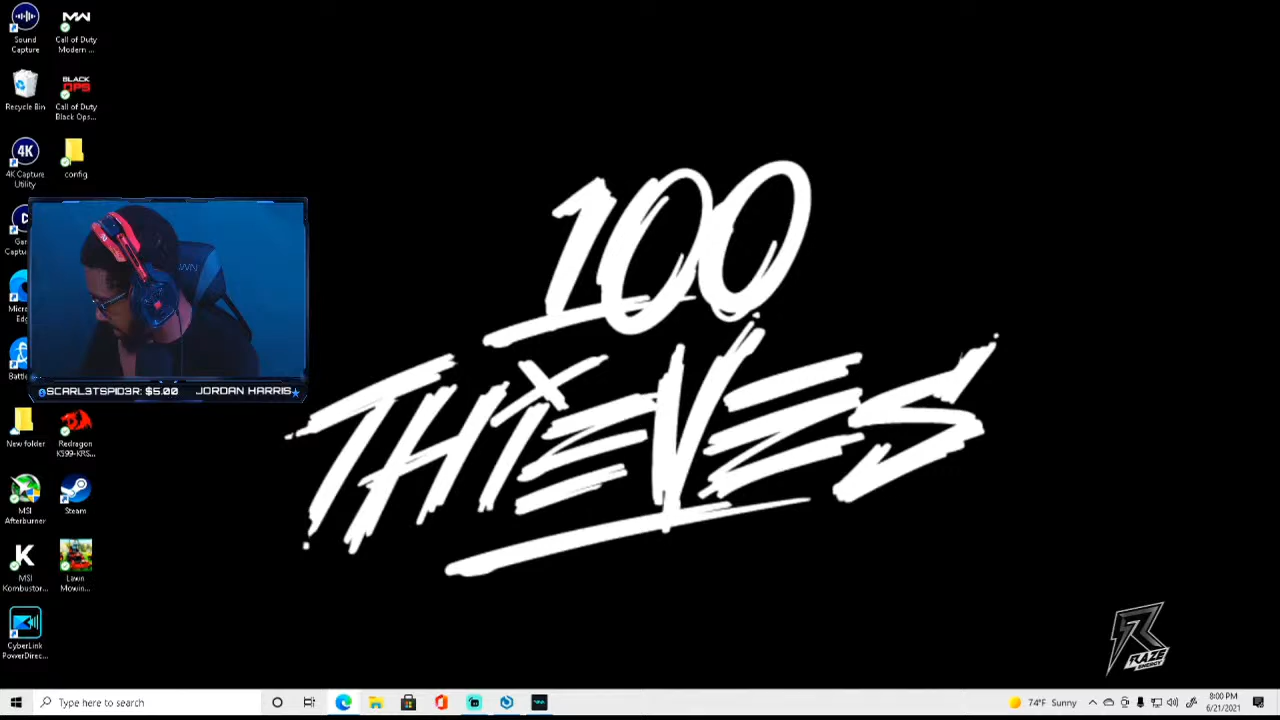 Sound
Capture
MW
Call of Duty
Modern ...
Recycle Bin
BLACK
OPS
Call of Duty
Black Ops...
4K
4K Capture
Utility
config
Battle
New folder
Redragon
MSI
Afterburner
Steam
K
MSI
Kombustor...
Lawn
Mowin...
CyberLink
PowerDirec...
SCARL3TSPID3R: $5.00 JORDAN HARRIS
100
THIEVES
RAZE
ENERGY
Type here to search
74°F Sunny
8:00 PM
6/21/2021